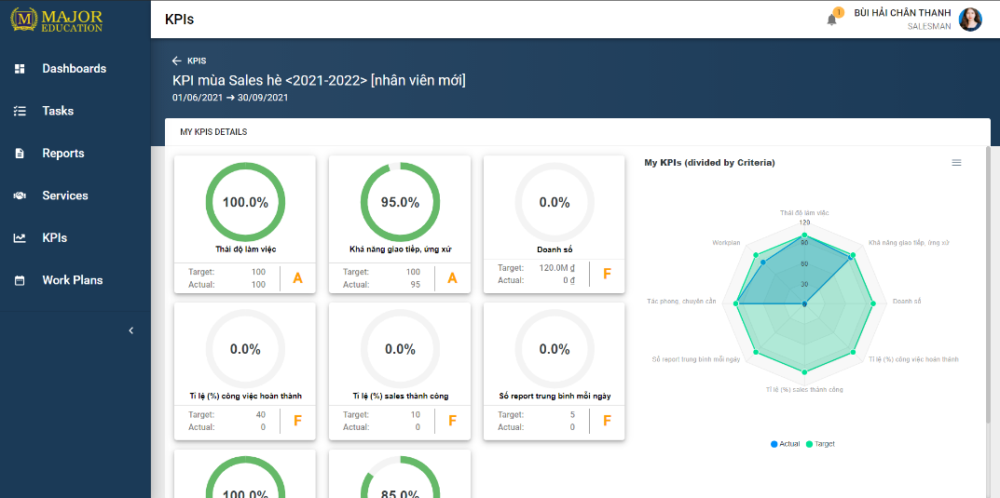 MAJOR
EDUCATION
KPIs
1
BÙI HẢI CHÂN THANH
SALESMAN
Dashboards
Tasks
Reports
Services
KPIs
Work Plans
KPIS
KPI mùa Sales hè <2021-2022> [nhân viên mới]
01/06/2021 → 30/09/2021
MY KPIS DETAILS
100.0%
Thái độ làm việc
Target: 100
Actual: 100
A
95.0%
Khả năng giao tiếp, ứng xử
Target: 100
Actual: 95
A
0.0%
Doanh số
Target: 120.0M ₫
Actual: 0 ₫
F
0.0%
Tỉ lệ (%) công việc hoàn thành
Target: 40
Actual: 0
F
0.0%
Tỉ lệ (%) sales thành công
Target: 10
Actual: 0
F
0.0%
Số report trung bình mỗi ngày
Target: 5
Actual: 0
F
100.0%
85.0%
My KPIs (divided by Criteria)
Thái độ làm việc
120
90
60
30
0
Khả năng giao tiếp, ứng xử
Doanh số
Tỉ lệ (%) công việc hoàn thành
Tỉ lệ (%) sales thành công
Số report trung bình mỗi ngày
Tác phong, chuyên cần
Workplan
Actual
Target